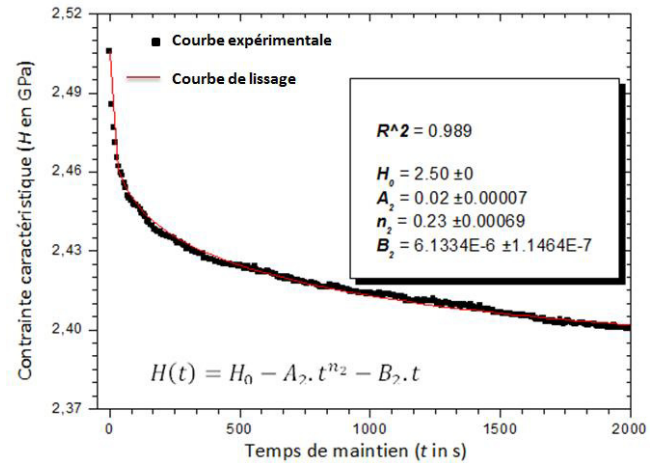 2,52
2,49
2,46
2,43
2,40
2,37
Contrainte caractéristique (H en GPa)
Courbe expérimentale
Courbe de lissage
R^2 = 0.989
H₀ = 2.50 ±0
A₂ = 0.02 ±0.00007
n₂ = 0.23 ±0.00069
B₂ = 6.1334E-6 ±1.1464E-7
H(t) = H₀ − A₂. t^{n₂} − B₂. t
0
500
1000
1500
2000
Temps de maintien (t in s)